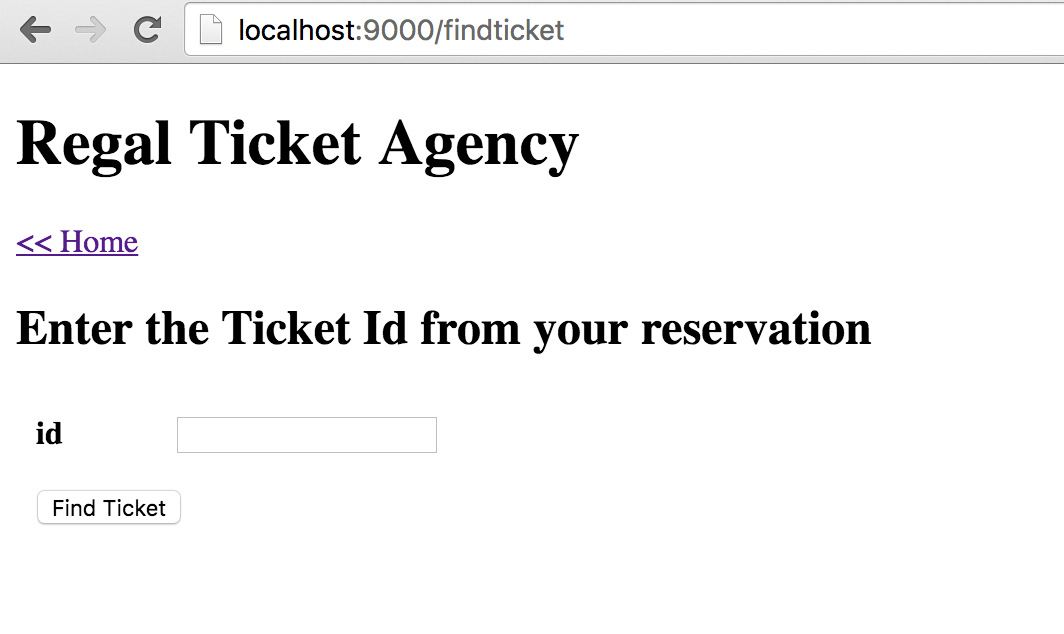 localhost:9000/findticket
Regal Ticket Agency
<< Home
Enter the Ticket Id from your reservation
id
Find Ticket